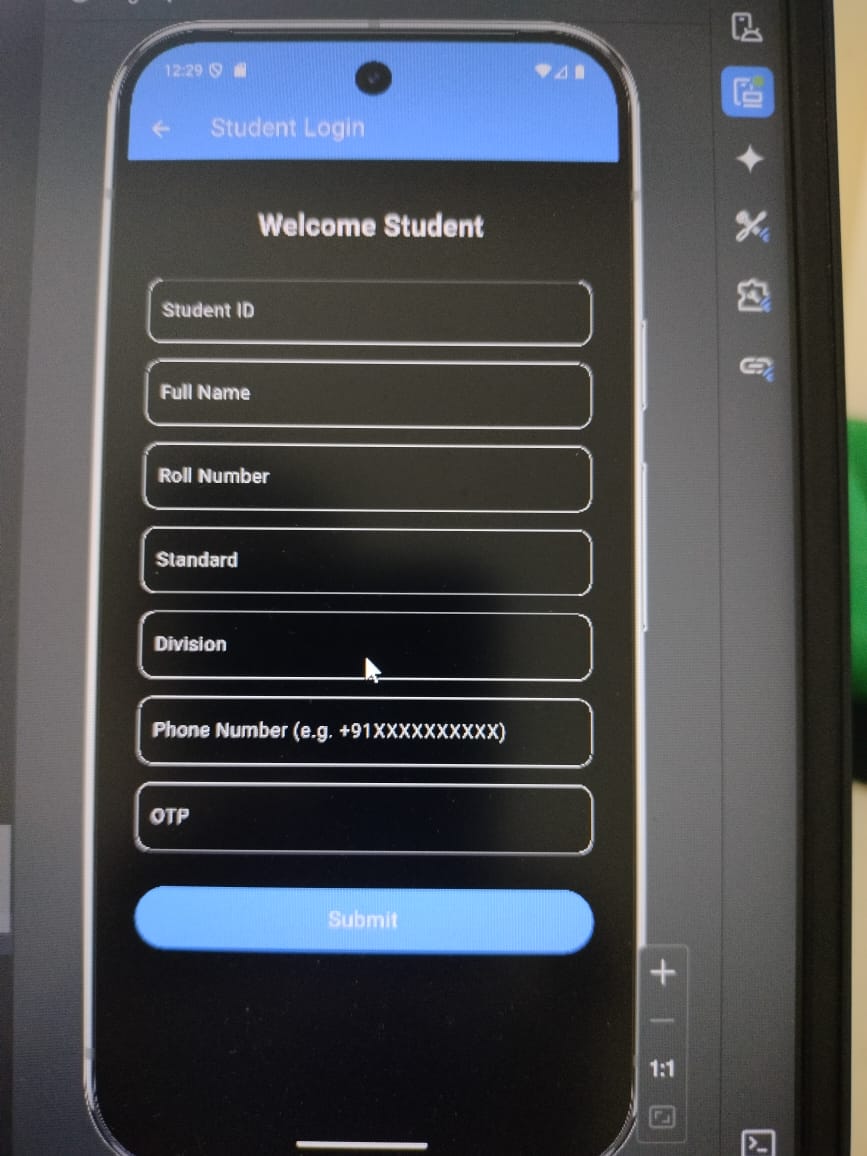 12:29
Student Login
Welcome Student
Student ID
Full Name
Roll Number
Standard
Division
Phone Number (e.g. +91XXXXXXXXXX)
OTP
Submit
1:1